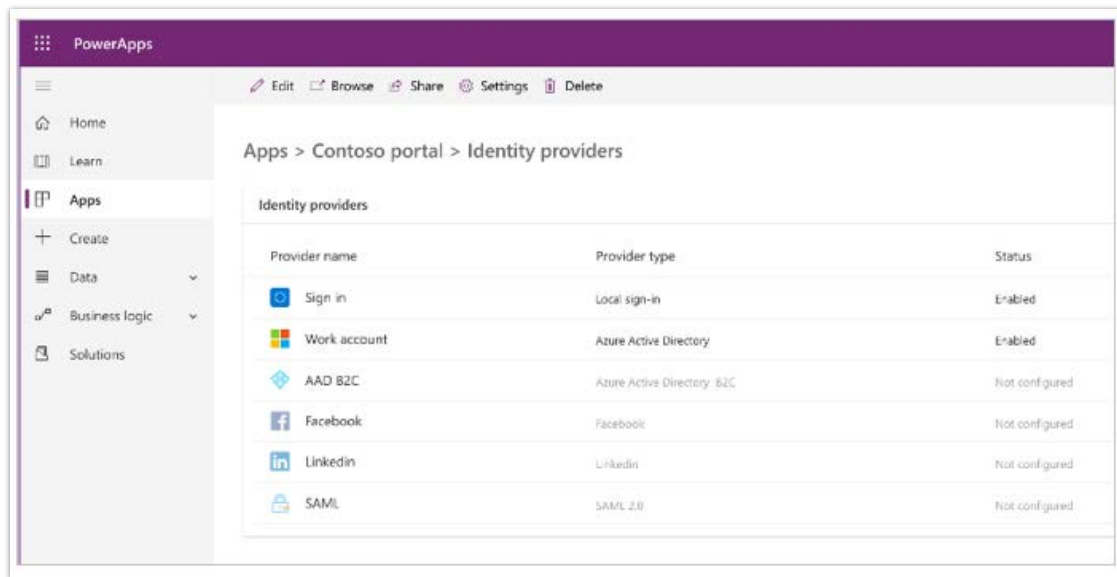 PowerApps
Edit Browse Share Settings Delete
Home
Learn
Apps
Create
Data
Business logic
Solutions
Apps > Contoso portal > Identity providers
Identity providers
Provider name Provider type Status
Sign in Local sign-in Enabled
Work account Azure Active Directory Enabled
AAD B2C Azure Active Directory B2C Not configured
Facebook Facebook Not configured
Linkedin Linkedin Not configured
SAML SAML 2.0 Not configured